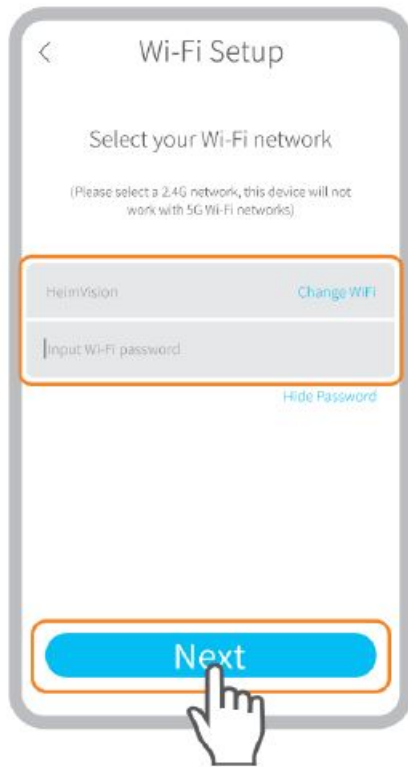 Wi-Fi Setup
Select your Wi-Fi network
(Please select a 2.4G network, this device will not
work with 5G Wi-Fi networks)
HeimVision Change WiFi
Input Wi-Fi password
Hide Password
Next